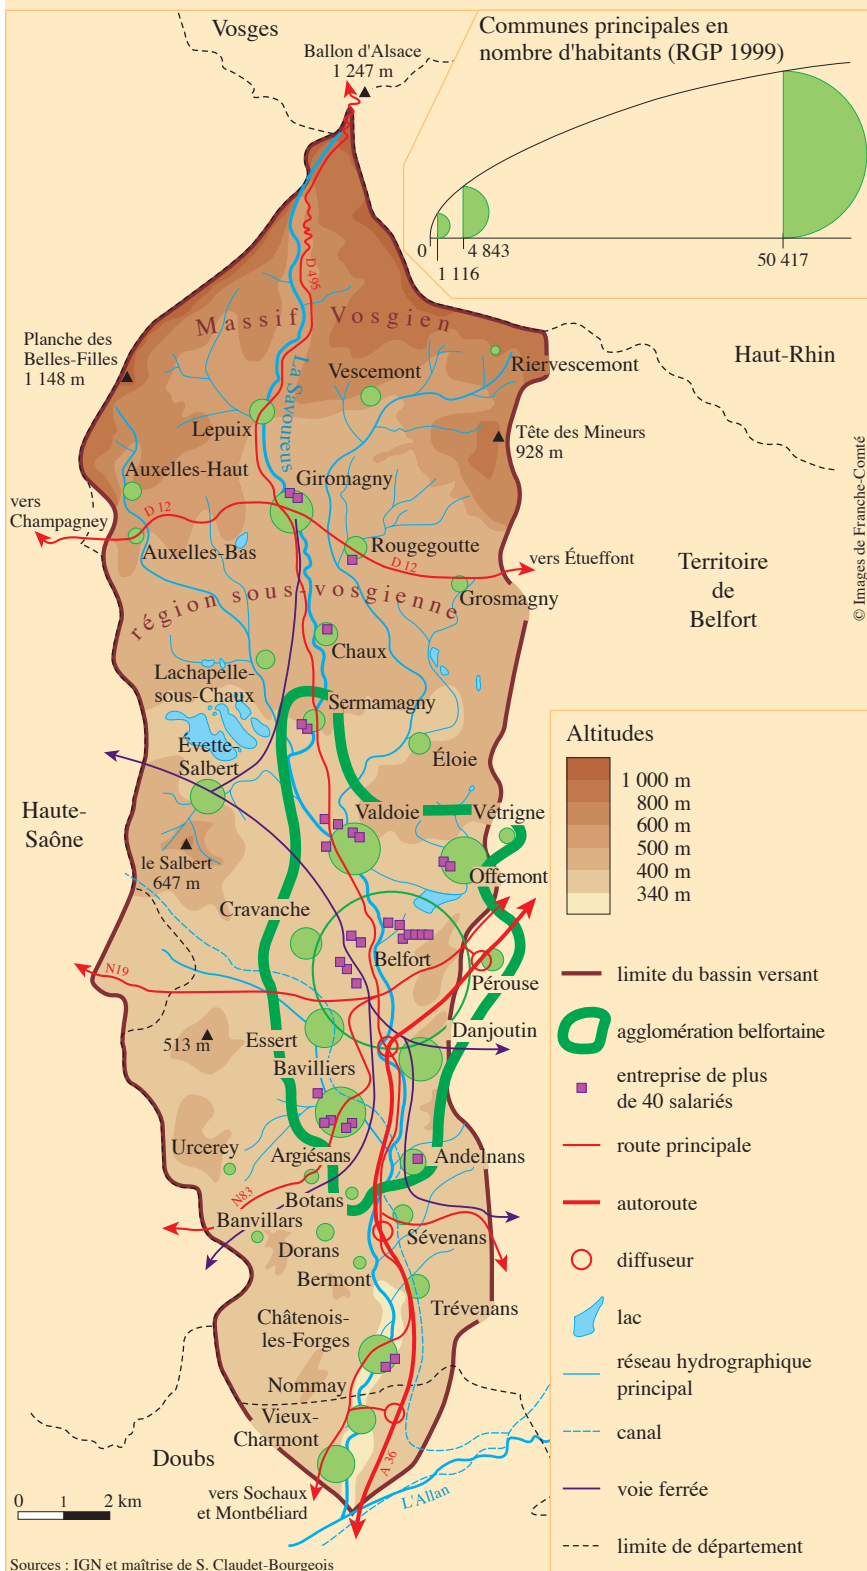 Vosges
Ballon d'Alsace
1 247 m
Communes principales en
nombre d'habitants (RGP 1999)
0
1 116
4 843
50 417
D 495
Massif Vosgien
Planche des
Belles-Filles
1 148 m
Haut-Rhin
Riervescemont
Vescemont
La Savoureus
Lepuix
Tête des Mineurs
928 m
Auxelles-Haut
Giromagny
vers
Champagney
D 12
Auxelles-Bas
Rougegoutte
D 12
vers Étueffont
Grosmagny
Territoire
de
Belfort
© Images de Franche-Comté
région sous-vosgienne
Chaux
Lachapelle-
sous-Chaux
Sermamagny
Évette-
Salbert
Éloie
Haute-
Saône
Valdoie
Vétrigne
le Salbert
647 m
Offemont
Cravanche
Belfort
N19
Pérouse
513 m
Essert
Danjoutin
Bavilliers
Urcerey
Argiésans
Andelnans
N83
Botans
Banvillars
Sévenans
Dorans
Bermont
Trévenans
Châtenois-
les-Forges
Nommay
Vieux-
Charmont
Doubs
A 36
vers Sochaux
et Montbéliard
L'Allan
0 1 2 km
Sources : IGN et maîtrise de S. Claudet-Bourgeois
Altitudes
1 000 m
800 m
600 m
500 m
400 m
340 m
limite du bassin versant
agglomération belfortaine
entreprise de plus
de 40 salariés
route principale
autoroute
diffuseur
lac
réseau hydrographique
principal
canal
voie ferrée
limite de département